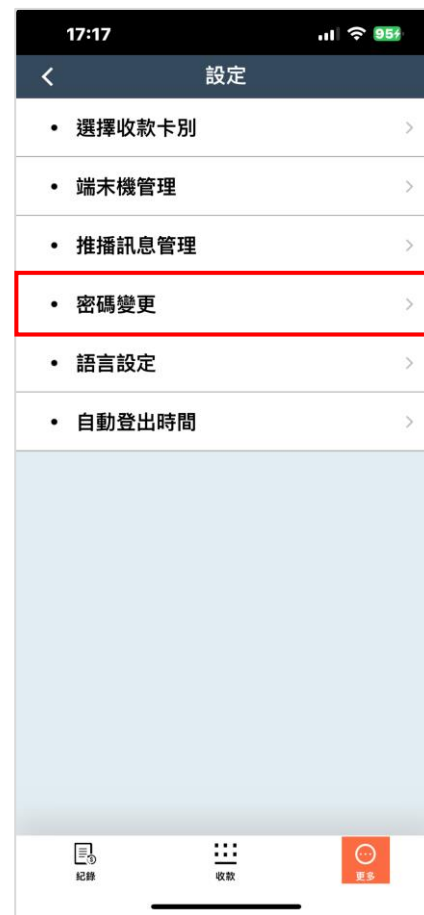 17:17 95
設定
• 選擇收款卡別
• 端末機管理
• 推播訊息管理
• 密碼變更
• 語言設定
• 自動登出時間
紀錄 收款 更多